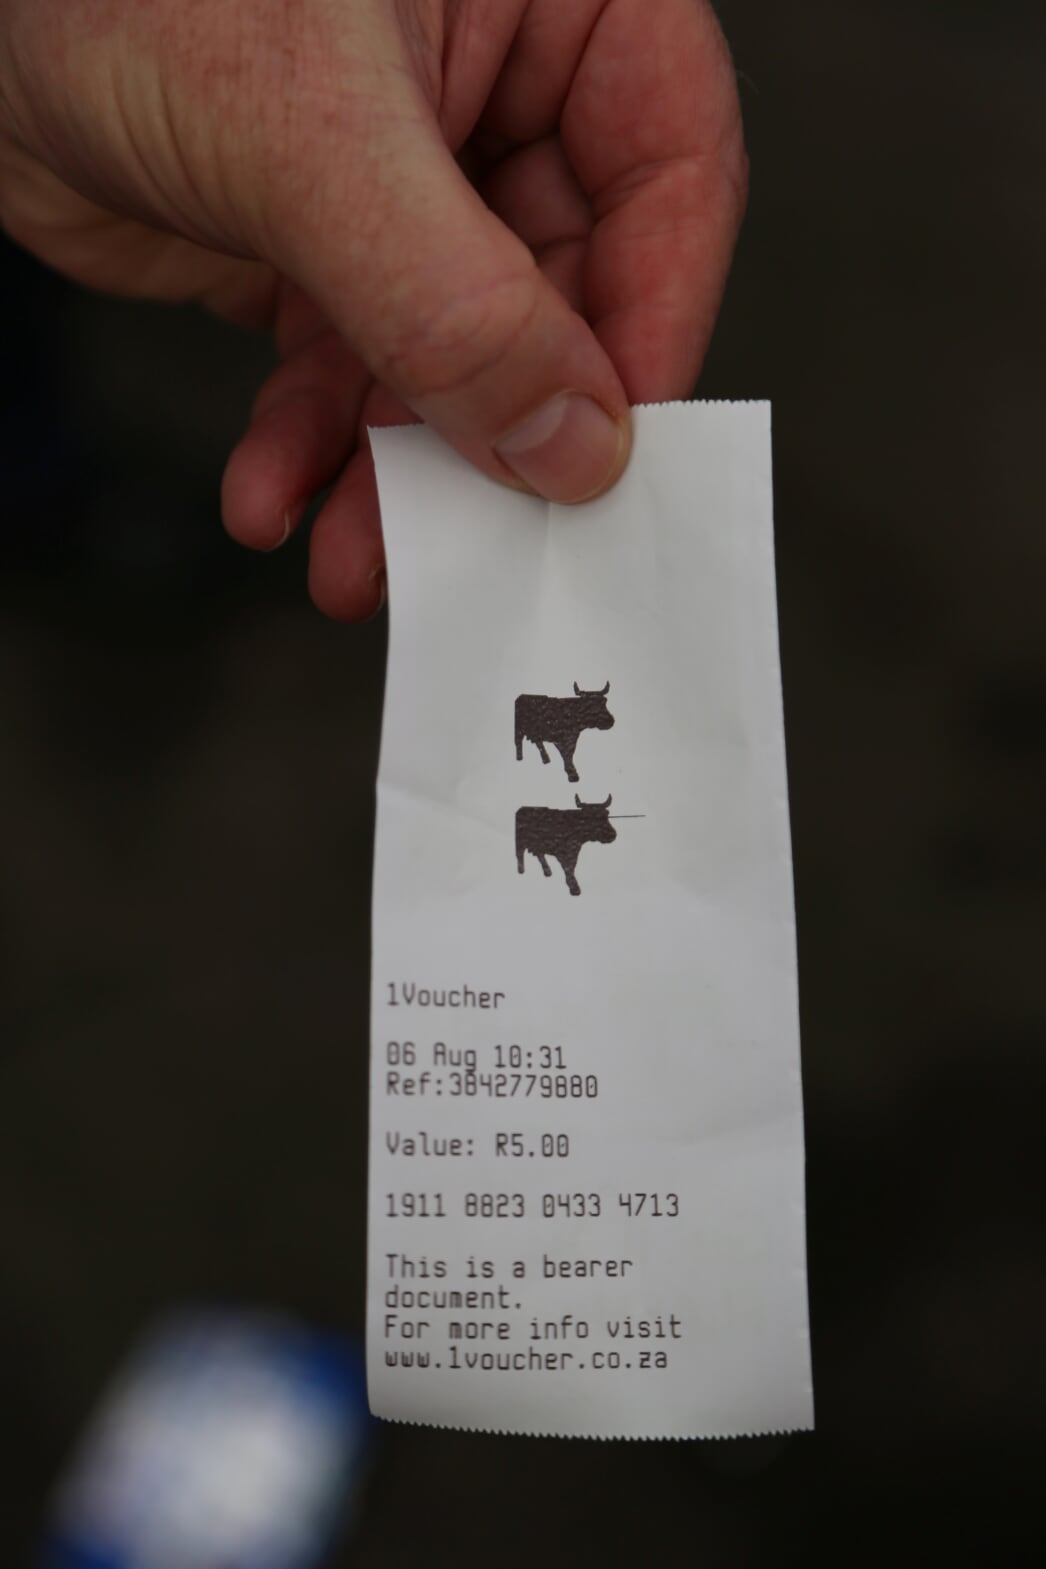 1Voucher
06 Aug 10:31
Ref:3842779880
Value: R5.00
1911 8823 0433 4713
This is a bearer
document.
For more info visit
www.1voucher.co.za